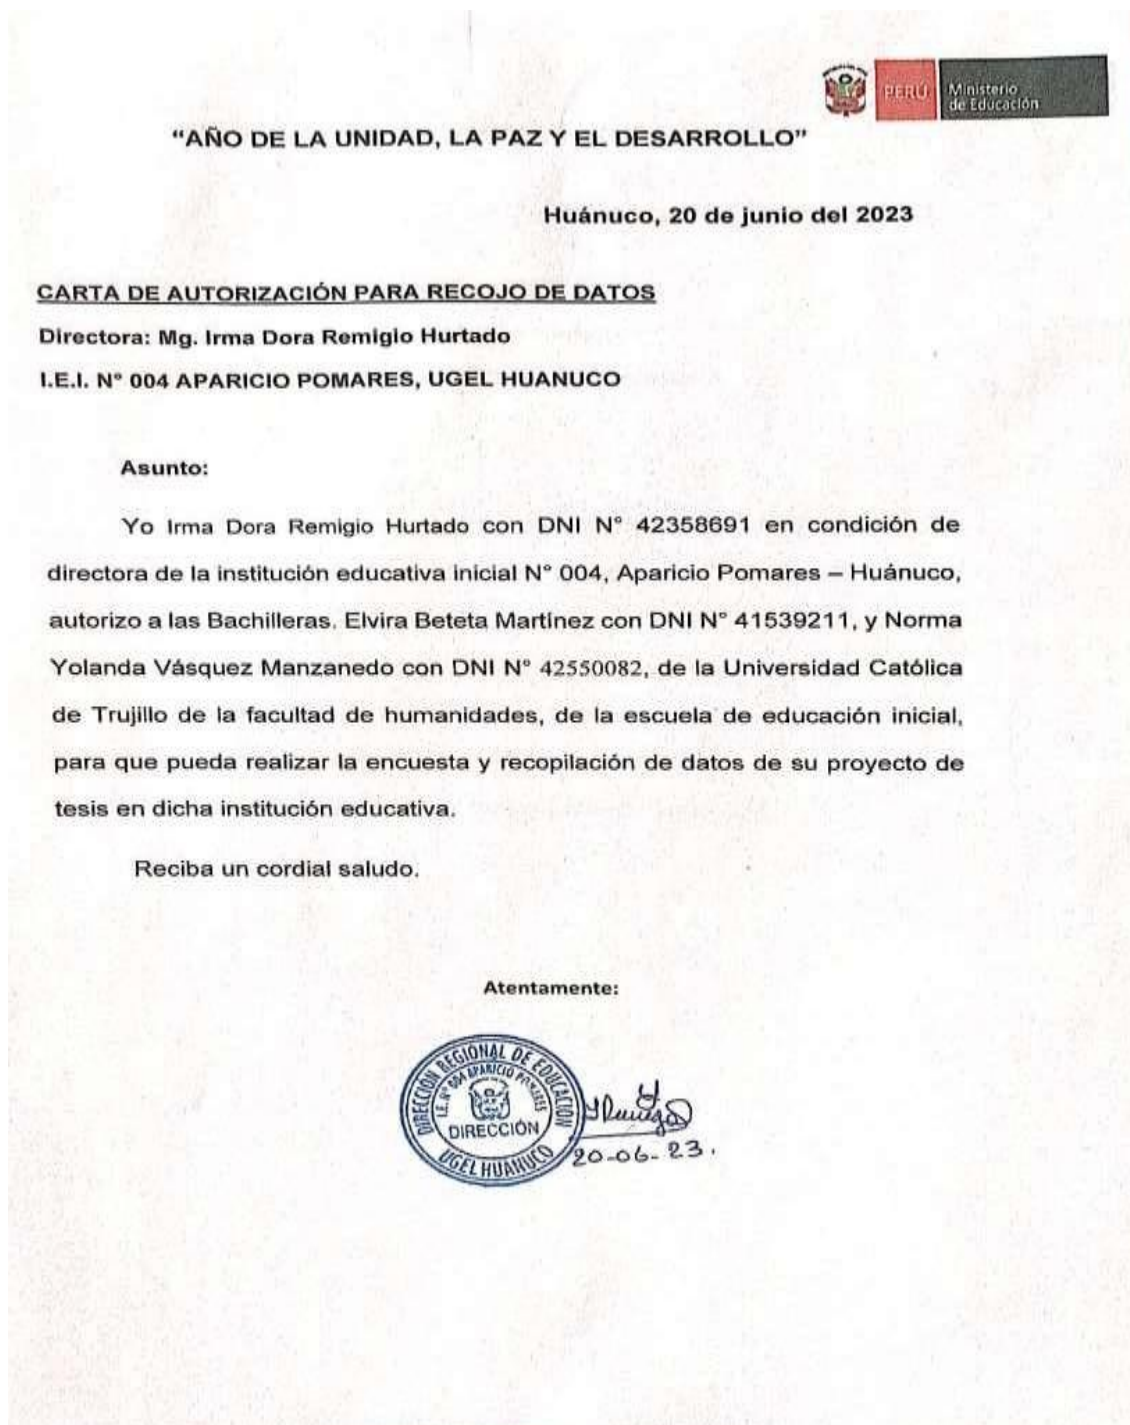 PERÚ
Ministerio
de Educación
“AÑO DE LA UNIDAD, LA PAZ Y EL DESARROLLO”
Huánuco, 20 de junio del 2023
CARTA DE AUTORIZACIÓN PARA RECOJO DE DATOS
Directora: Mg. Irma Dora Remigio Hurtado
I.E.I. N° 004 APARICIO POMARES, UGEL HUANUCO
Asunto:
Yo Irma Dora Remigio Hurtado con DNI N° 42358691 en condición de
directora de la institución educativa inicial N° 004, Aparicio Pomares – Huánuco,
autorizo a las Bachilleras. Elvira Beteta Martínez con DNI N° 41539211, y Norma
Yolanda Vásquez Manzanedo con DNI N° 42550082, de la Universidad Católica
de Trujillo de la facultad de humanidades, de la escuela de educación inicial,
para que pueda realizar la encuesta y recopilación de datos de su proyecto de
tesis en dicha institución educativa.
Reciba un cordial saludo.
Atentamente:
DIRECCIÓN REGIONAL DE EDUCACIÓN
I.E. N° 004 APARICIO POMARES
DIRECCIÓN
UGEL HUÁNUCO
20-06-23.